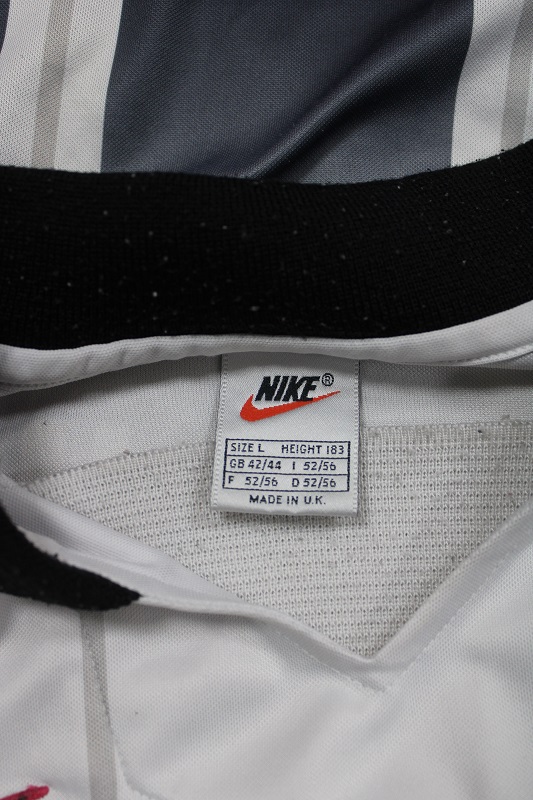 NIKE®
SIZE L HEIGHT 183
GB 42/44 I 52/56
F 52/56 D 52/56
MADE IN U.K.